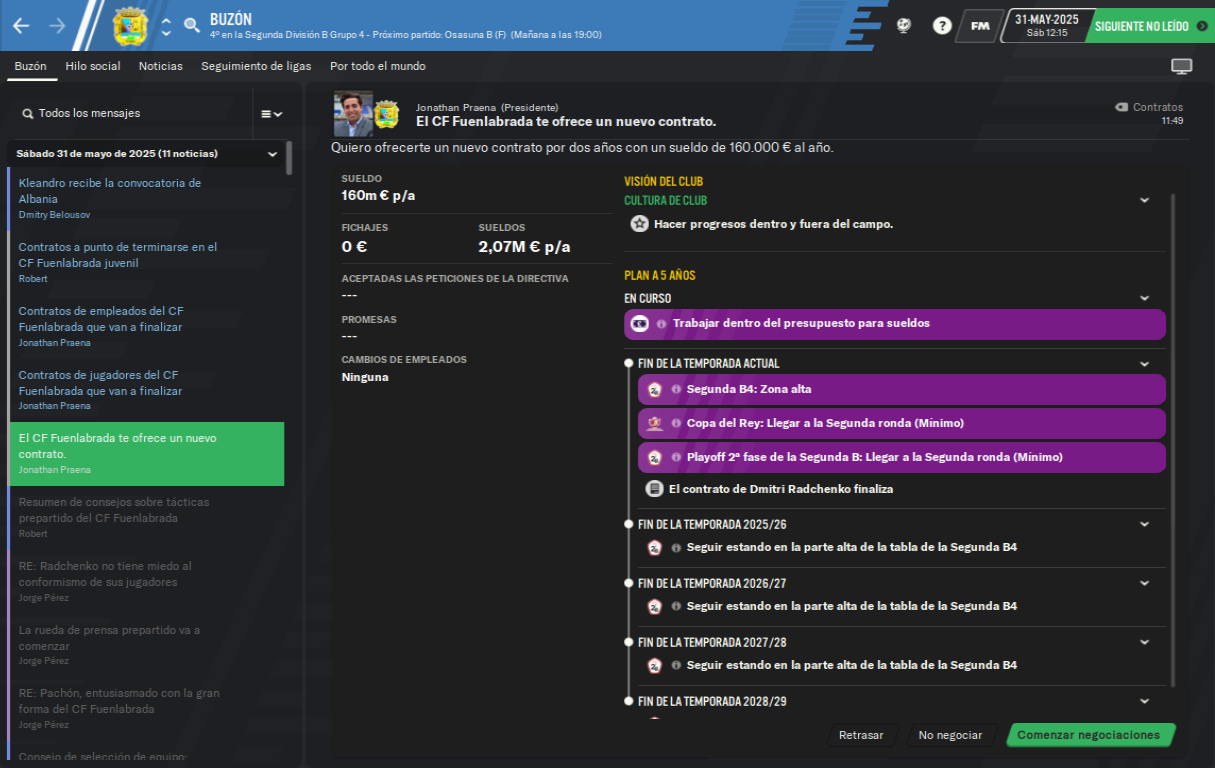 BUZÓN
4º en la Segunda División B Grupo 4 - Próximo partido: Osasuna B (F) (Mañana a las 19:00)
?
FM
31-MAY-2025
Sáb 12:15
SIGUIENTE NO LEÍDO
Buzón
Hilo social
Noticias
Seguimiento de ligas
Por todo el mundo
Todos los mensajes
Sábado 31 de mayo de 2025 (11 noticias)
Kleandro recibe la convocatoria de
Albania
Dmitry Belousov
Contratos a punto de terminarse en el
CF Fuenlabrada juvenil
Robert
Contratos de empleados del CF
Fuenlabrada que van a finalizar
Jonathan Praena
Contratos de jugadores del CF
Fuenlabrada que van a finalizar
Jonathan Praena
El CF Fuenlabrada te ofrece un nuevo
contrato.
Jonathan Praena
Resumen de consejos sobre tácticas
prepartido del CF Fuenlabrada
Robert
RE: Radchenko no tiene miedo al
conformismo de sus jugadores
Jorge Pérez
La rueda de prensa prepartido va a
comenzar
Jorge Pérez
RE: Pachón, entusiasmado con la gran
forma del CF Fuenlabrada
Jorge Pérez
Consejo de selección de equipo:
Jonathan Praena (Presidente)
El CF Fuenlabrada te ofrece un nuevo contrato.
Contratos
11:49
Quiero ofrecerte un nuevo contrato por dos años con un sueldo de 160.000 € al año.
SUELDO
160m € p/a
FICHAJES
0 €
SUELDOS
2,07M € p/a
ACEPTADAS LAS PETICIONES DE LA DIRECTIVA
---
PROMESAS
---
CAMBIOS DE EMPLEADOS
Ninguna
VISIÓN DEL CLUB
CULTURA DE CLUB
Hacer progresos dentro y fuera del campo.
PLAN A 5 AÑOS
EN CURSO
Trabajar dentro del presupuesto para sueldos
FIN DE LA TEMPORADA ACTUAL
Segunda B4: Zona alta
Copa del Rey: Llegar a la Segunda ronda (Mínimo)
Playoff 2ª fase de la Segunda B: Llegar a la Segunda ronda (Mínimo)
El contrato de Dmitri Radchenko finaliza
FIN DE LA TEMPORADA 2025/26
Seguir estando en la parte alta de la tabla de la Segunda B4
FIN DE LA TEMPORADA 2026/27
Seguir estando en la parte alta de la tabla de la Segunda B4
FIN DE LA TEMPORADA 2027/28
Seguir estando en la parte alta de la tabla de la Segunda B4
FIN DE LA TEMPORADA 2028/29
Retrasar
No negociar
Comenzar negociaciones